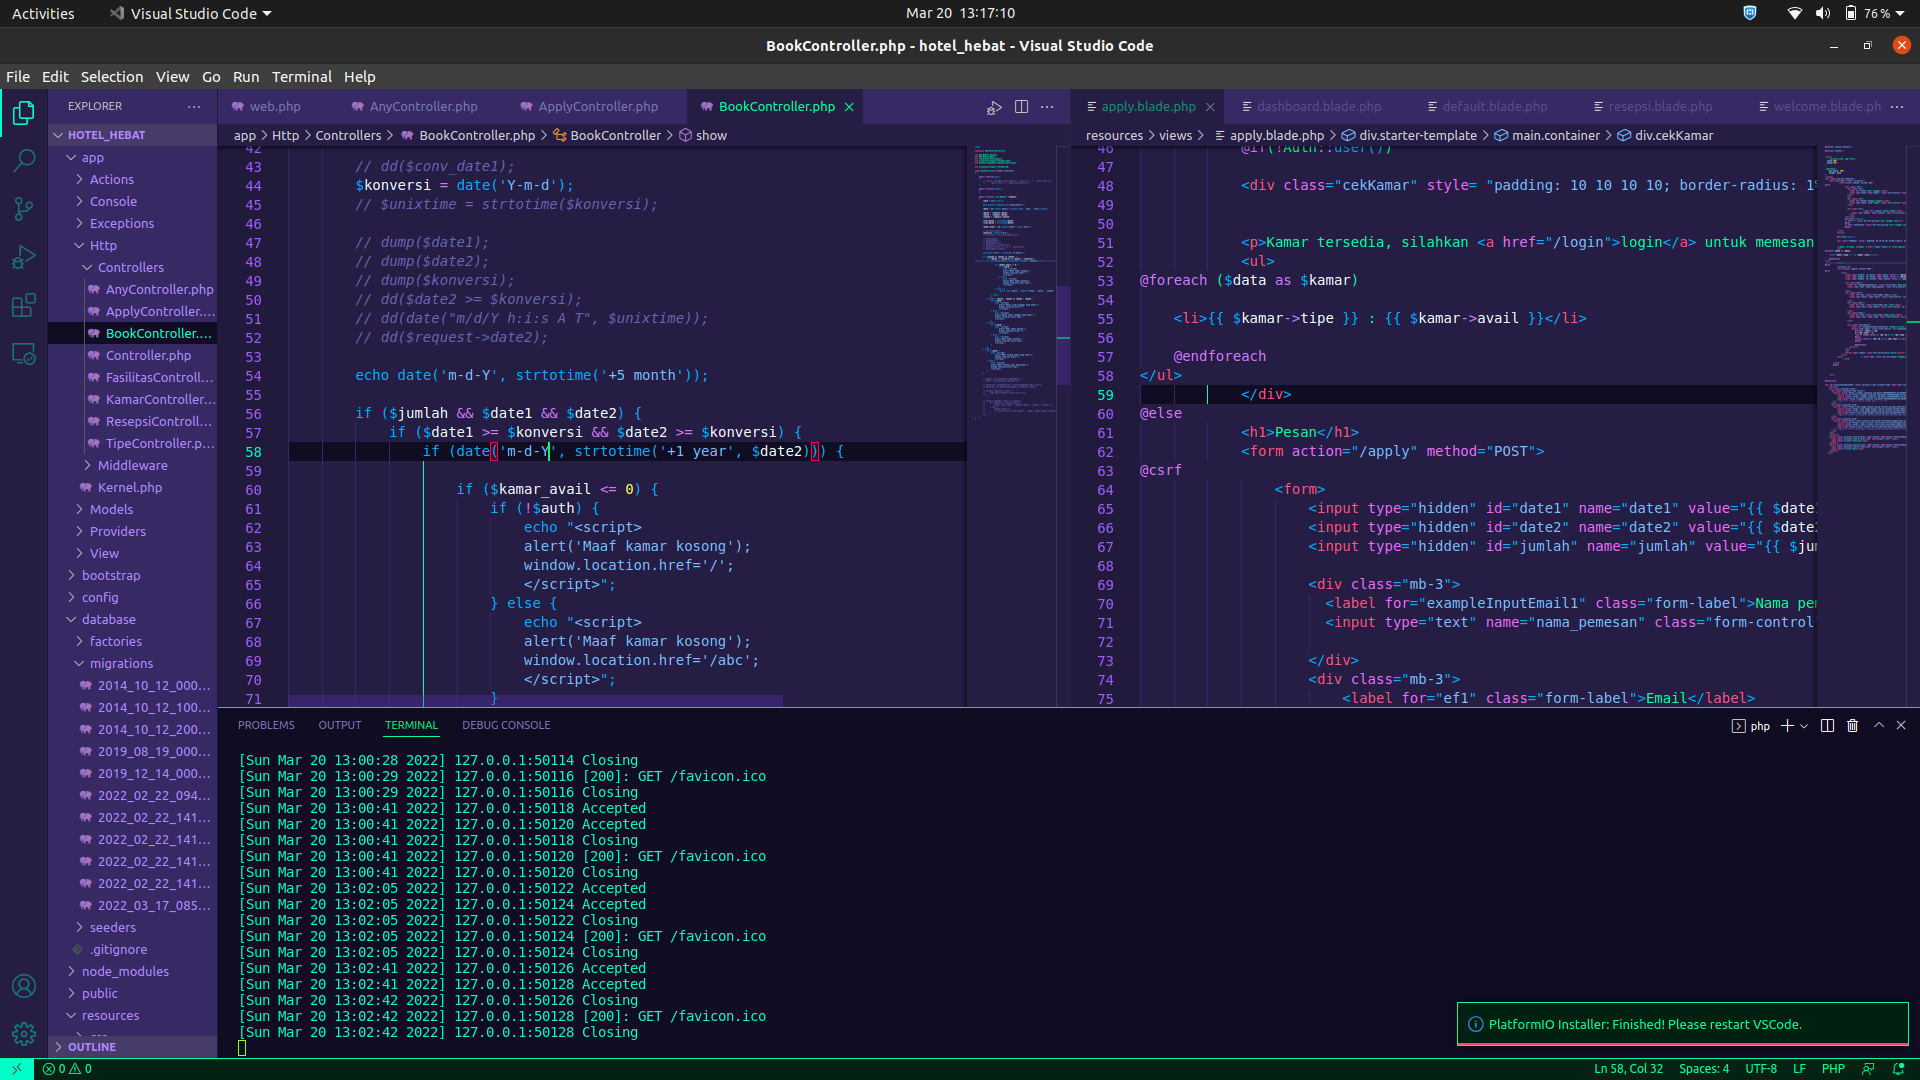 Activities
Visual Studio Code
Mar 20 13:17:10
76 %
BookController.php - hotel_hebat - Visual Studio Code
File Edit Selection View Go Run Terminal Help
EXPLORER
HOTEL_HEBAT
app
Actions
Console
Exceptions
Http
Controllers
AnyController.php
ApplyController....
BookController....
Controller.php
FasilitasControll...
KamarController...
ResepsiControll...
TipeController.p...
Middleware
Kernel.php
Models
Providers
View
bootstrap
config
database
factories
migrations
2014_10_12_000...
2014_10_12_100...
2014_10_12_200...
2019_08_19_000...
2019_12_14_000...
2022_02_22_094...
2022_02_22_141...
2022_02_22_141...
2022_02_22_141...
2022_02_22_141...
2022_03_17_085...
seeders
.gitignore
node_modules
public
resources
OUTLINE
web.php AnyController.php ApplyController.php BookController.php
app > Http > Controllers > BookController.php > BookController > show
42
43 // dd($conv_date1);
44 $konversi = date('Y-m-d');
45 // $unixtime = strtotime($konversi);
46
47 // dump($date1);
48 // dump($date2);
49 // dump($konversi);
50 // dd($date2 >= $konversi);
51 // dd(date("m/d/Y h:i:s A T", $unixtime));
52 // dd($request->date2);
53
54 echo date('m-d-Y', strtotime('+5 month'));
55
56 if ($jumlah && $date1 && $date2) {
57 if ($date1 >= $konversi && $date2 >= $konversi) {
58 if (date('m-d-Y', strtotime('+1 year', $date2))) {
59
60 if ($kamar_avail <= 0) {
61 if (!$auth) {
62 echo "<script>
63 alert('Maaf kamar kosong');
64 window.location.href='/';
65 </script>";
66 } else {
67 echo "<script>
68 alert('Maaf kamar kosong');
69 window.location.href='/abc';
70 </script>";
71 }
apply.blade.php dashboard.blade.php default.blade.php resepsi.blade.php welcome.blade.ph
resources > views > apply.blade.php > div.starter-template > main.container > div.cekKamar
46 @if(!Auth::user())
47
48 <div class="cekKamar" style= "padding: 10 10 10 10; border-radius: 1
49
50
51 <p>Kamar tersedia, silahkan <a href="/login">login</a> untuk memesan
52 <ul>
53 @foreach ($data as $kamar)
54
55 <li>{{ $kamar->tipe }} : {{ $kamar->avail }}</li>
56
57 @endforeach
58 </ul>
59 </div>
60 @else
61 <h1>Pesan</h1>
62 <form action="/apply" method="POST">
63 @csrf
64 <form>
65 <input type="hidden" id="date1" name="date1" value="{{ $date
66 <input type="hidden" id="date2" name="date2" value="{{ $date
67 <input type="hidden" id="jumlah" name="jumlah" value="{{ $ju
68
69 <div class="mb-3">
70 <label for="exampleInputEmail1" class="form-label">Nama pe
71 <input type="text" name="nama_pemesan" class="form-control
72
73 </div>
74 <div class="mb-3">
75 <label for="ef1" class="form-label">Email</label>
PROBLEMS OUTPUT TERMINAL DEBUG CONSOLE
php
[Sun Mar 20 13:00:28 2022] 127.0.0.1:50114 Closing
[Sun Mar 20 13:00:29 2022] 127.0.0.1:50116 [200]: GET /favicon.ico
[Sun Mar 20 13:00:29 2022] 127.0.0.1:50116 Closing
[Sun Mar 20 13:00:41 2022] 127.0.0.1:50118 Accepted
[Sun Mar 20 13:00:41 2022] 127.0.0.1:50120 Accepted
[Sun Mar 20 13:00:41 2022] 127.0.0.1:50118 Closing
[Sun Mar 20 13:00:41 2022] 127.0.0.1:50120 [200]: GET /favicon.ico
[Sun Mar 20 13:00:41 2022] 127.0.0.1:50120 Closing
[Sun Mar 20 13:02:05 2022] 127.0.0.1:50122 Accepted
[Sun Mar 20 13:02:05 2022] 127.0.0.1:50124 Accepted
[Sun Mar 20 13:02:05 2022] 127.0.0.1:50122 Closing
[Sun Mar 20 13:02:05 2022] 127.0.0.1:50124 [200]: GET /favicon.ico
[Sun Mar 20 13:02:05 2022] 127.0.0.1:50124 Closing
[Sun Mar 20 13:02:41 2022] 127.0.0.1:50126 Accepted
[Sun Mar 20 13:02:41 2022] 127.0.0.1:50128 Accepted
[Sun Mar 20 13:02:42 2022] 127.0.0.1:50126 Closing
[Sun Mar 20 13:02:42 2022] 127.0.0.1:50128 [200]: GET /favicon.ico
[Sun Mar 20 13:02:42 2022] 127.0.0.1:50128 Closing
PlatformIO Installer: Finished! Please restart VSCode.
0 0
Ln 58, Col 32 Spaces: 4 UTF-8 LF PHP